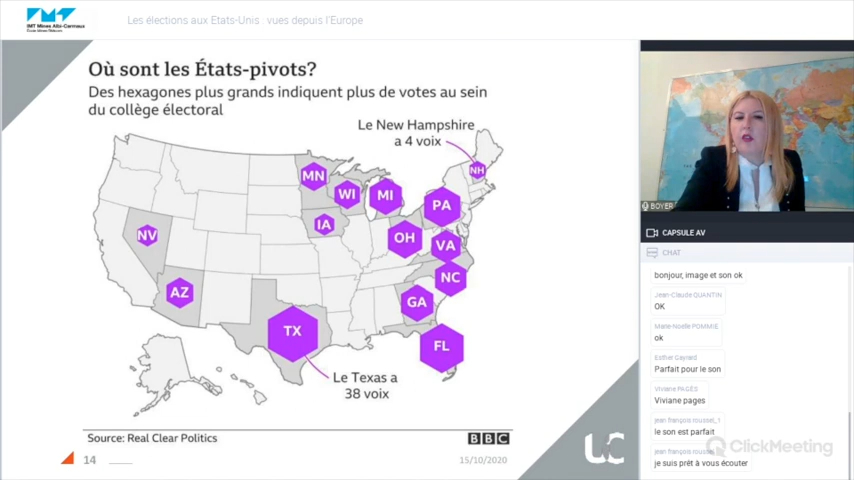 IMT Mines Albi-Carmaux
École Mines-Télécom
Les élections aux Etats-Unis : vues depuis l'Europe
Où sont les États-pivots?
Des hexagones plus grands indiquent plus de votes au sein
du collège électoral
Le New Hampshire
a 4 voix
NH
MN
WI
MI
PA
IA
NV
OH
VA
NC
AZ
GA
TX
FL
Le Texas a
38 voix
Source: Real Clear Politics
BBC
14
15/10/2020
BOYER
CAPSULE AV
CHAT
bonjour, image et son ok
Jean-Claude QUANTIN
OK
Marie-Noëlle POMMIE
ok
Esther Gaynard
Parfait pour le son
Viviane PAGÈS
Viviane pages
jean françois roussel_1
le son est parfait
jean françois roussel
je suis prêt à vous écouter
ClickMeeting